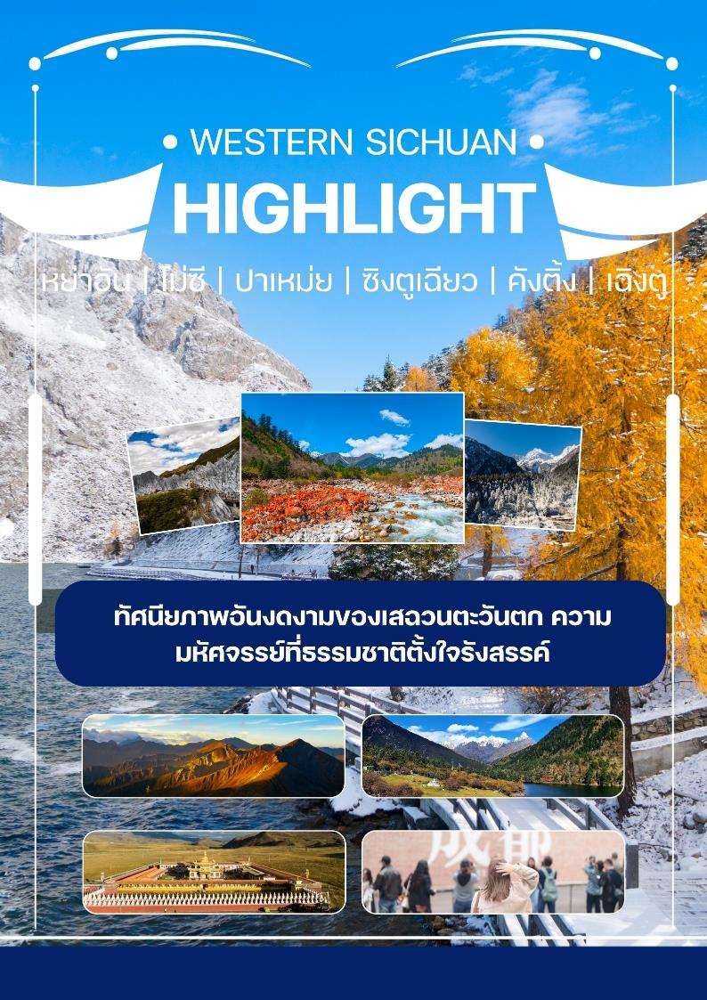 • WESTERN SICHUAN •
HIGHLIGHT
หย่าอัน | โม่ซี | ปาเหม่ย | ซิงตูเฉียว | คังติ้ง | เฉิงตู
ทัศนียภาพอันงดงามของเสฉวนตะวันตก ความ
มหัศจรรย์ที่ธรรมชาติตั้งใจรังสรรค์
成都